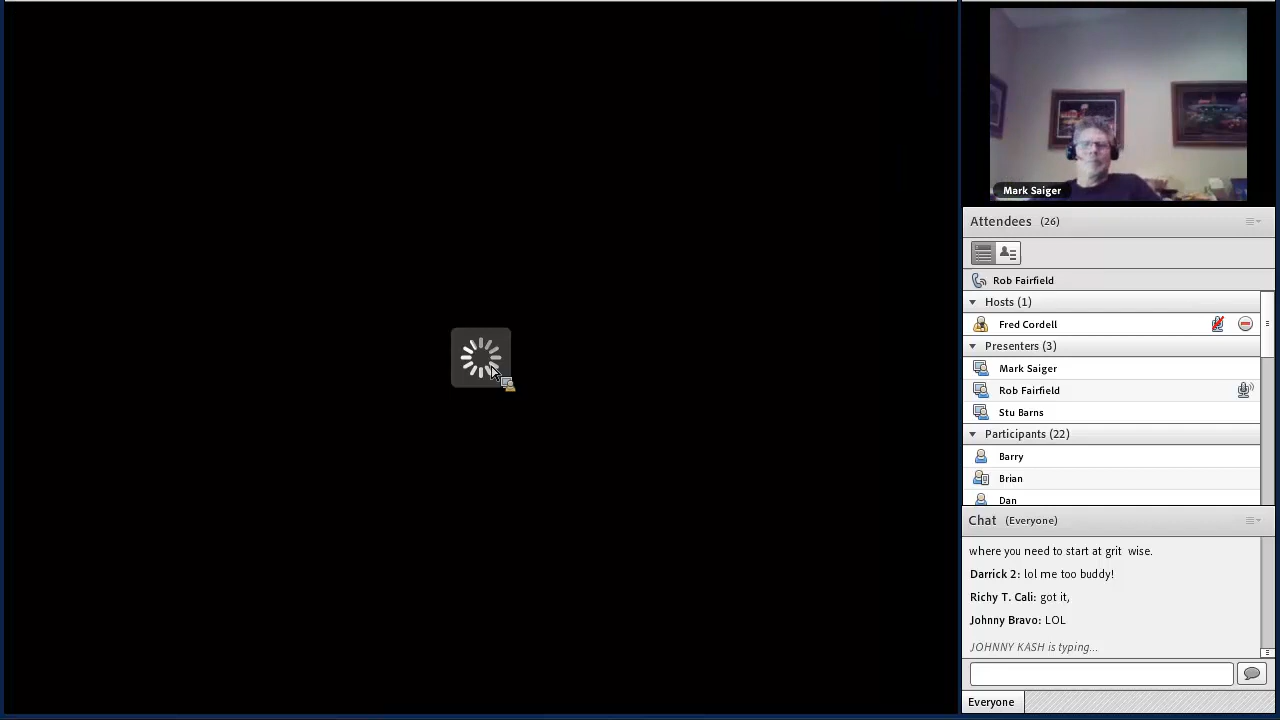 Mark Saiger
Attendees (26)
Rob Fairfield
Hosts (1)
Fred Cordell
Presenters (3)
Mark Saiger
Rob Fairfield
Stu Barns
Participants (22)
Barry
Brian
Dan
Chat (Everyone)
where you need to start at grit wise.
Darrick 2: lol me too buddy!
Richy T. Cali: got it,
Johnny Bravo: LOL
JOHNNY KASH is typing...
Everyone